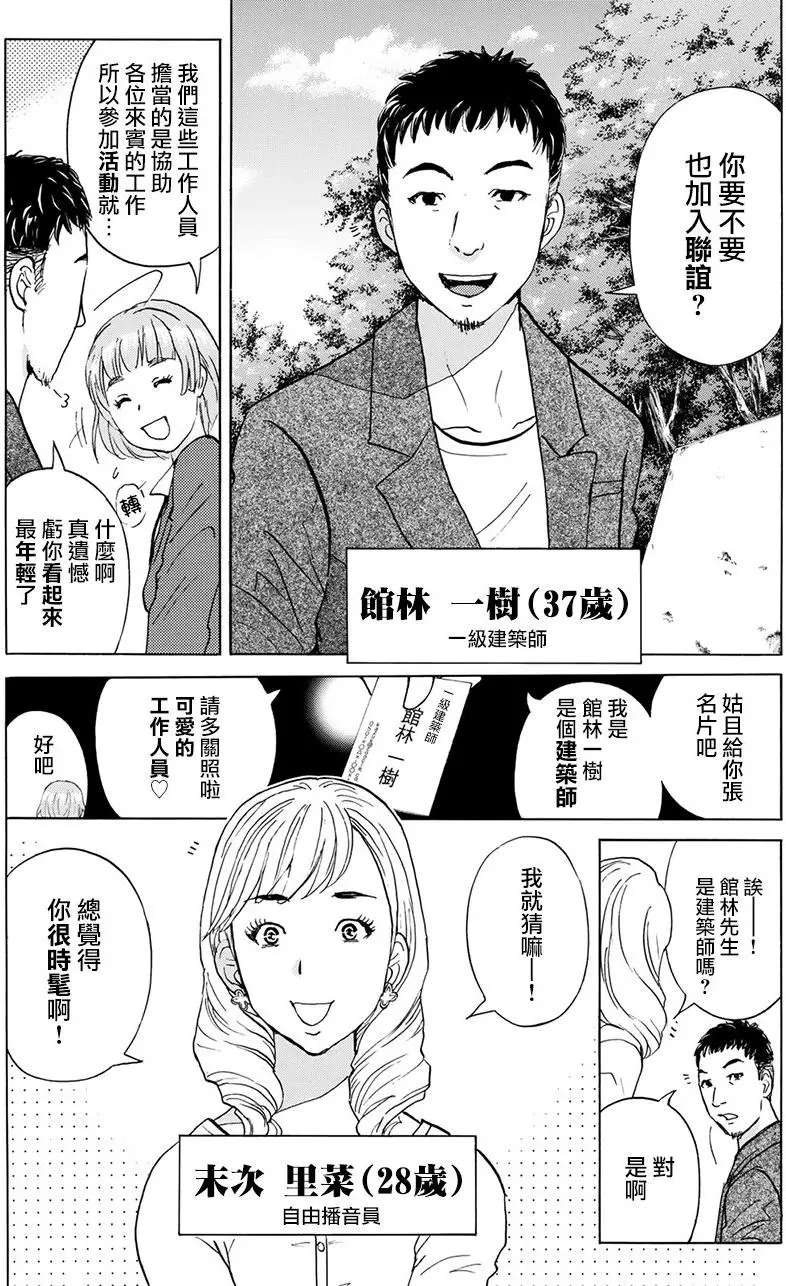 你要不要
也加入聯誼？
館林 一樹（37歲）
一級建築師
我們這些工作人員
擔當的是協助
各位來賓的工作
所以參加活動就…
轉
什麼啊
真遺憾
虧你看起來
最年輕了
姑且給你張
名片吧
我是
館林一樹
是個建築師
一級建築師
館林 一樹
請多關照啦
可愛的
工作人員♡
好吧
誒——！
館林先生
是建築師嗎？
對
是啊
我就猜嘛—！
總覺得
你很時髦啊！
末次 里菜（28歲）
自由播音員